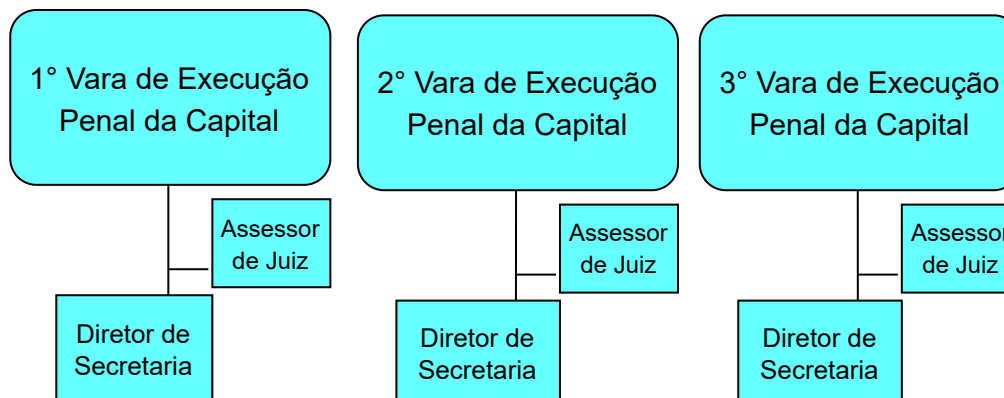 1° Vara de Execução
Penal da Capital
2° Vara de Execução
Penal da Capital
3° Vara de Execução
Penal da Capital
Assessor
de Juiz
Assessor
de Juiz
Assessor
de Juiz
Diretor de
Secretaria
Diretor de
Secretaria
Diretor de
Secretaria